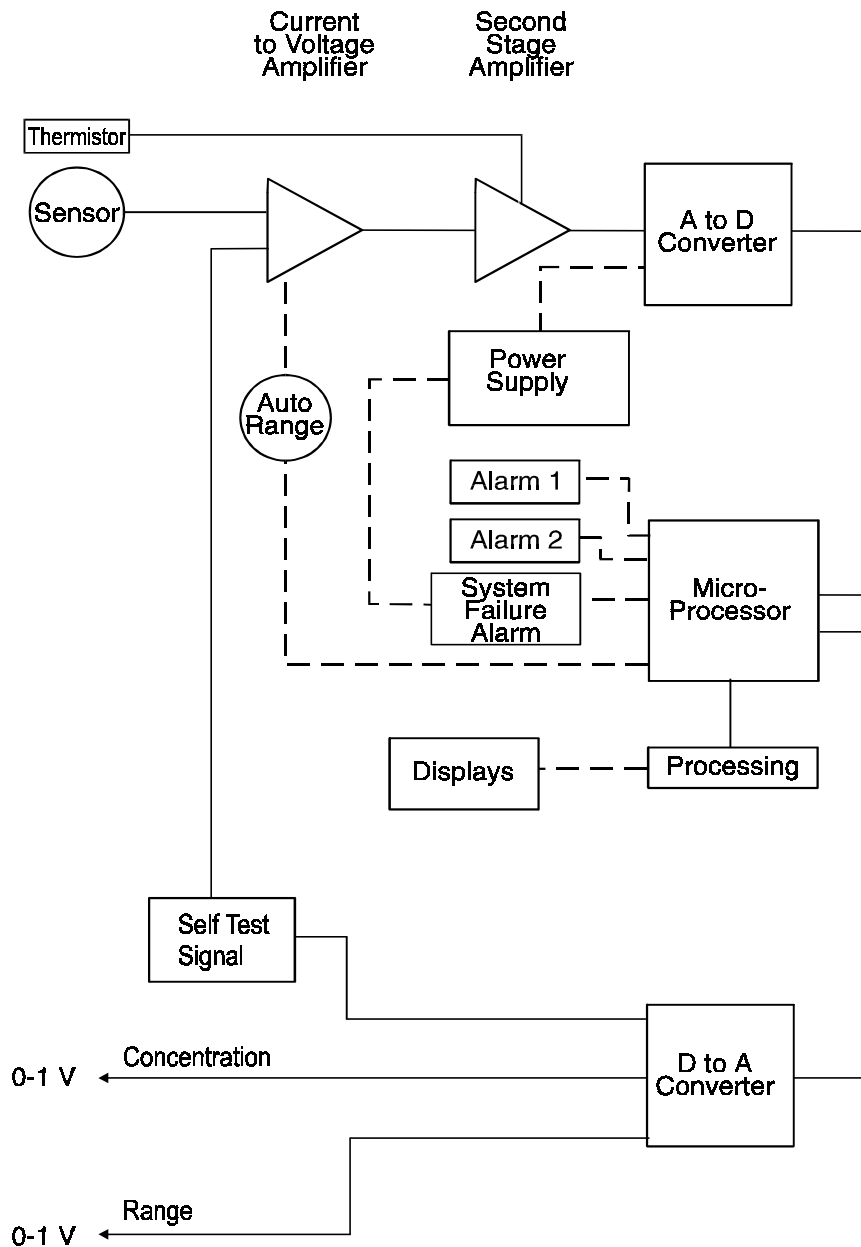 Current
to Voltage
Amplifier
Second
Stage
Amplifier
Thermistor
Sensor
A to D
Converter
Power
Supply
Auto
Range
Alarm 1
Alarm 2
System
Failure
Alarm
Micro-
Processor
Displays
Processing
Self Test
Signal
D to A
Converter
Concentration
0-1 V
Range
0-1 V